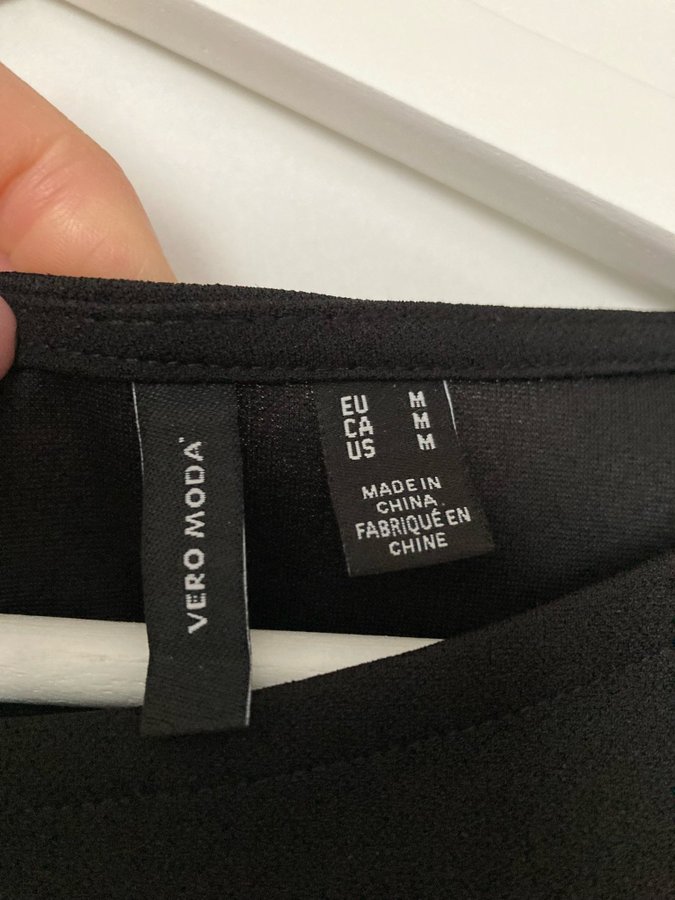 VERO MODA
EU M
CA M
US M
MADE IN
CHINA
FABRIQUÉ EN
CHINE